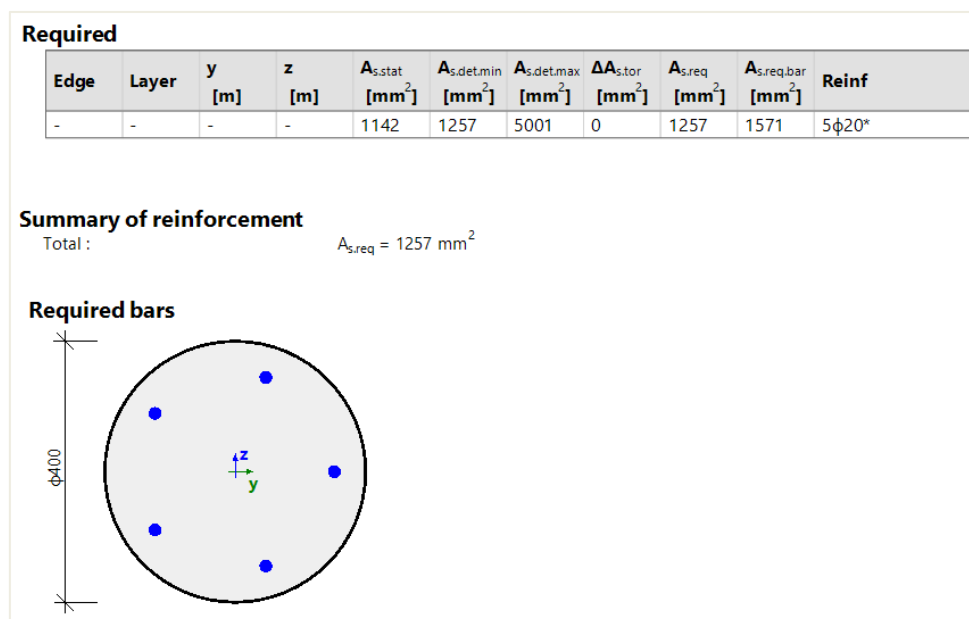 Required
Edge Layer y [m] z [m] As.stat [mm²] As.det.min [mm²] As.det.max [mm²] ΔAs.tor [mm²] As.req [mm²] As.req.bar [mm²] Reinf
- - - - 1142 1257 5001 0 1257 1571 5ϕ20*
Summary of reinforcement
Total : As.req = 1257 mm²
Required bars
ϕ400
z
y